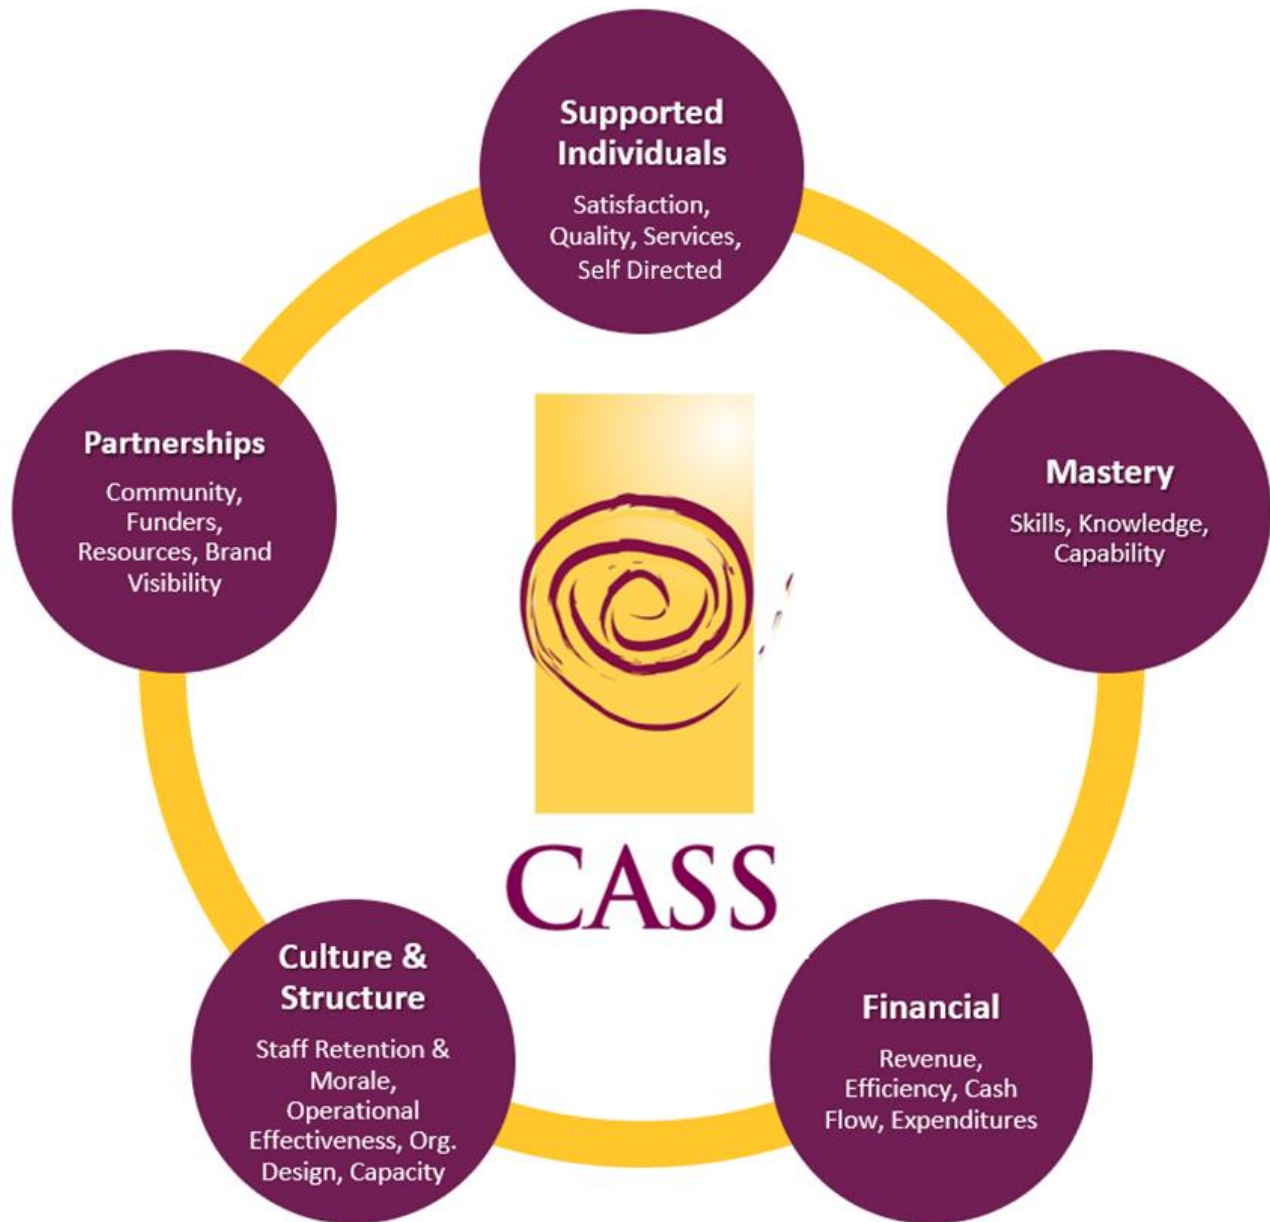 Supported
Individuals
Satisfaction,
Quality, Services,
Self Directed
Partnerships
Community,
Funders,
Resources, Brand
Visibility
Mastery
Skills, Knowledge,
Capability
CASS
Culture &
Structure
Staff Retention &
Morale,
Operational
Effectiveness, Org.
Design, Capacity
Financial
Revenue,
Efficiency, Cash
Flow, Expenditures